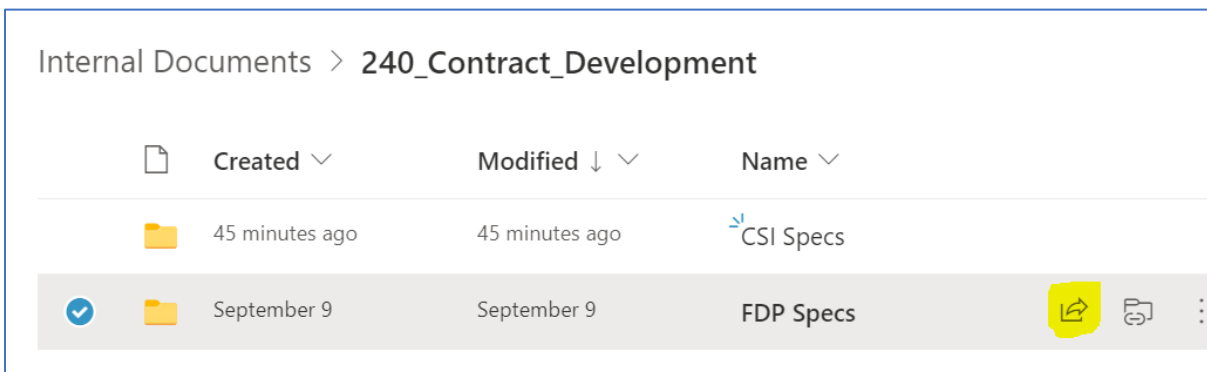 Internal Documents > 240_Contract_Development
Created Modified ↓ Name
45 minutes ago 45 minutes ago CSI Specs
September 9 September 9 FDP Specs